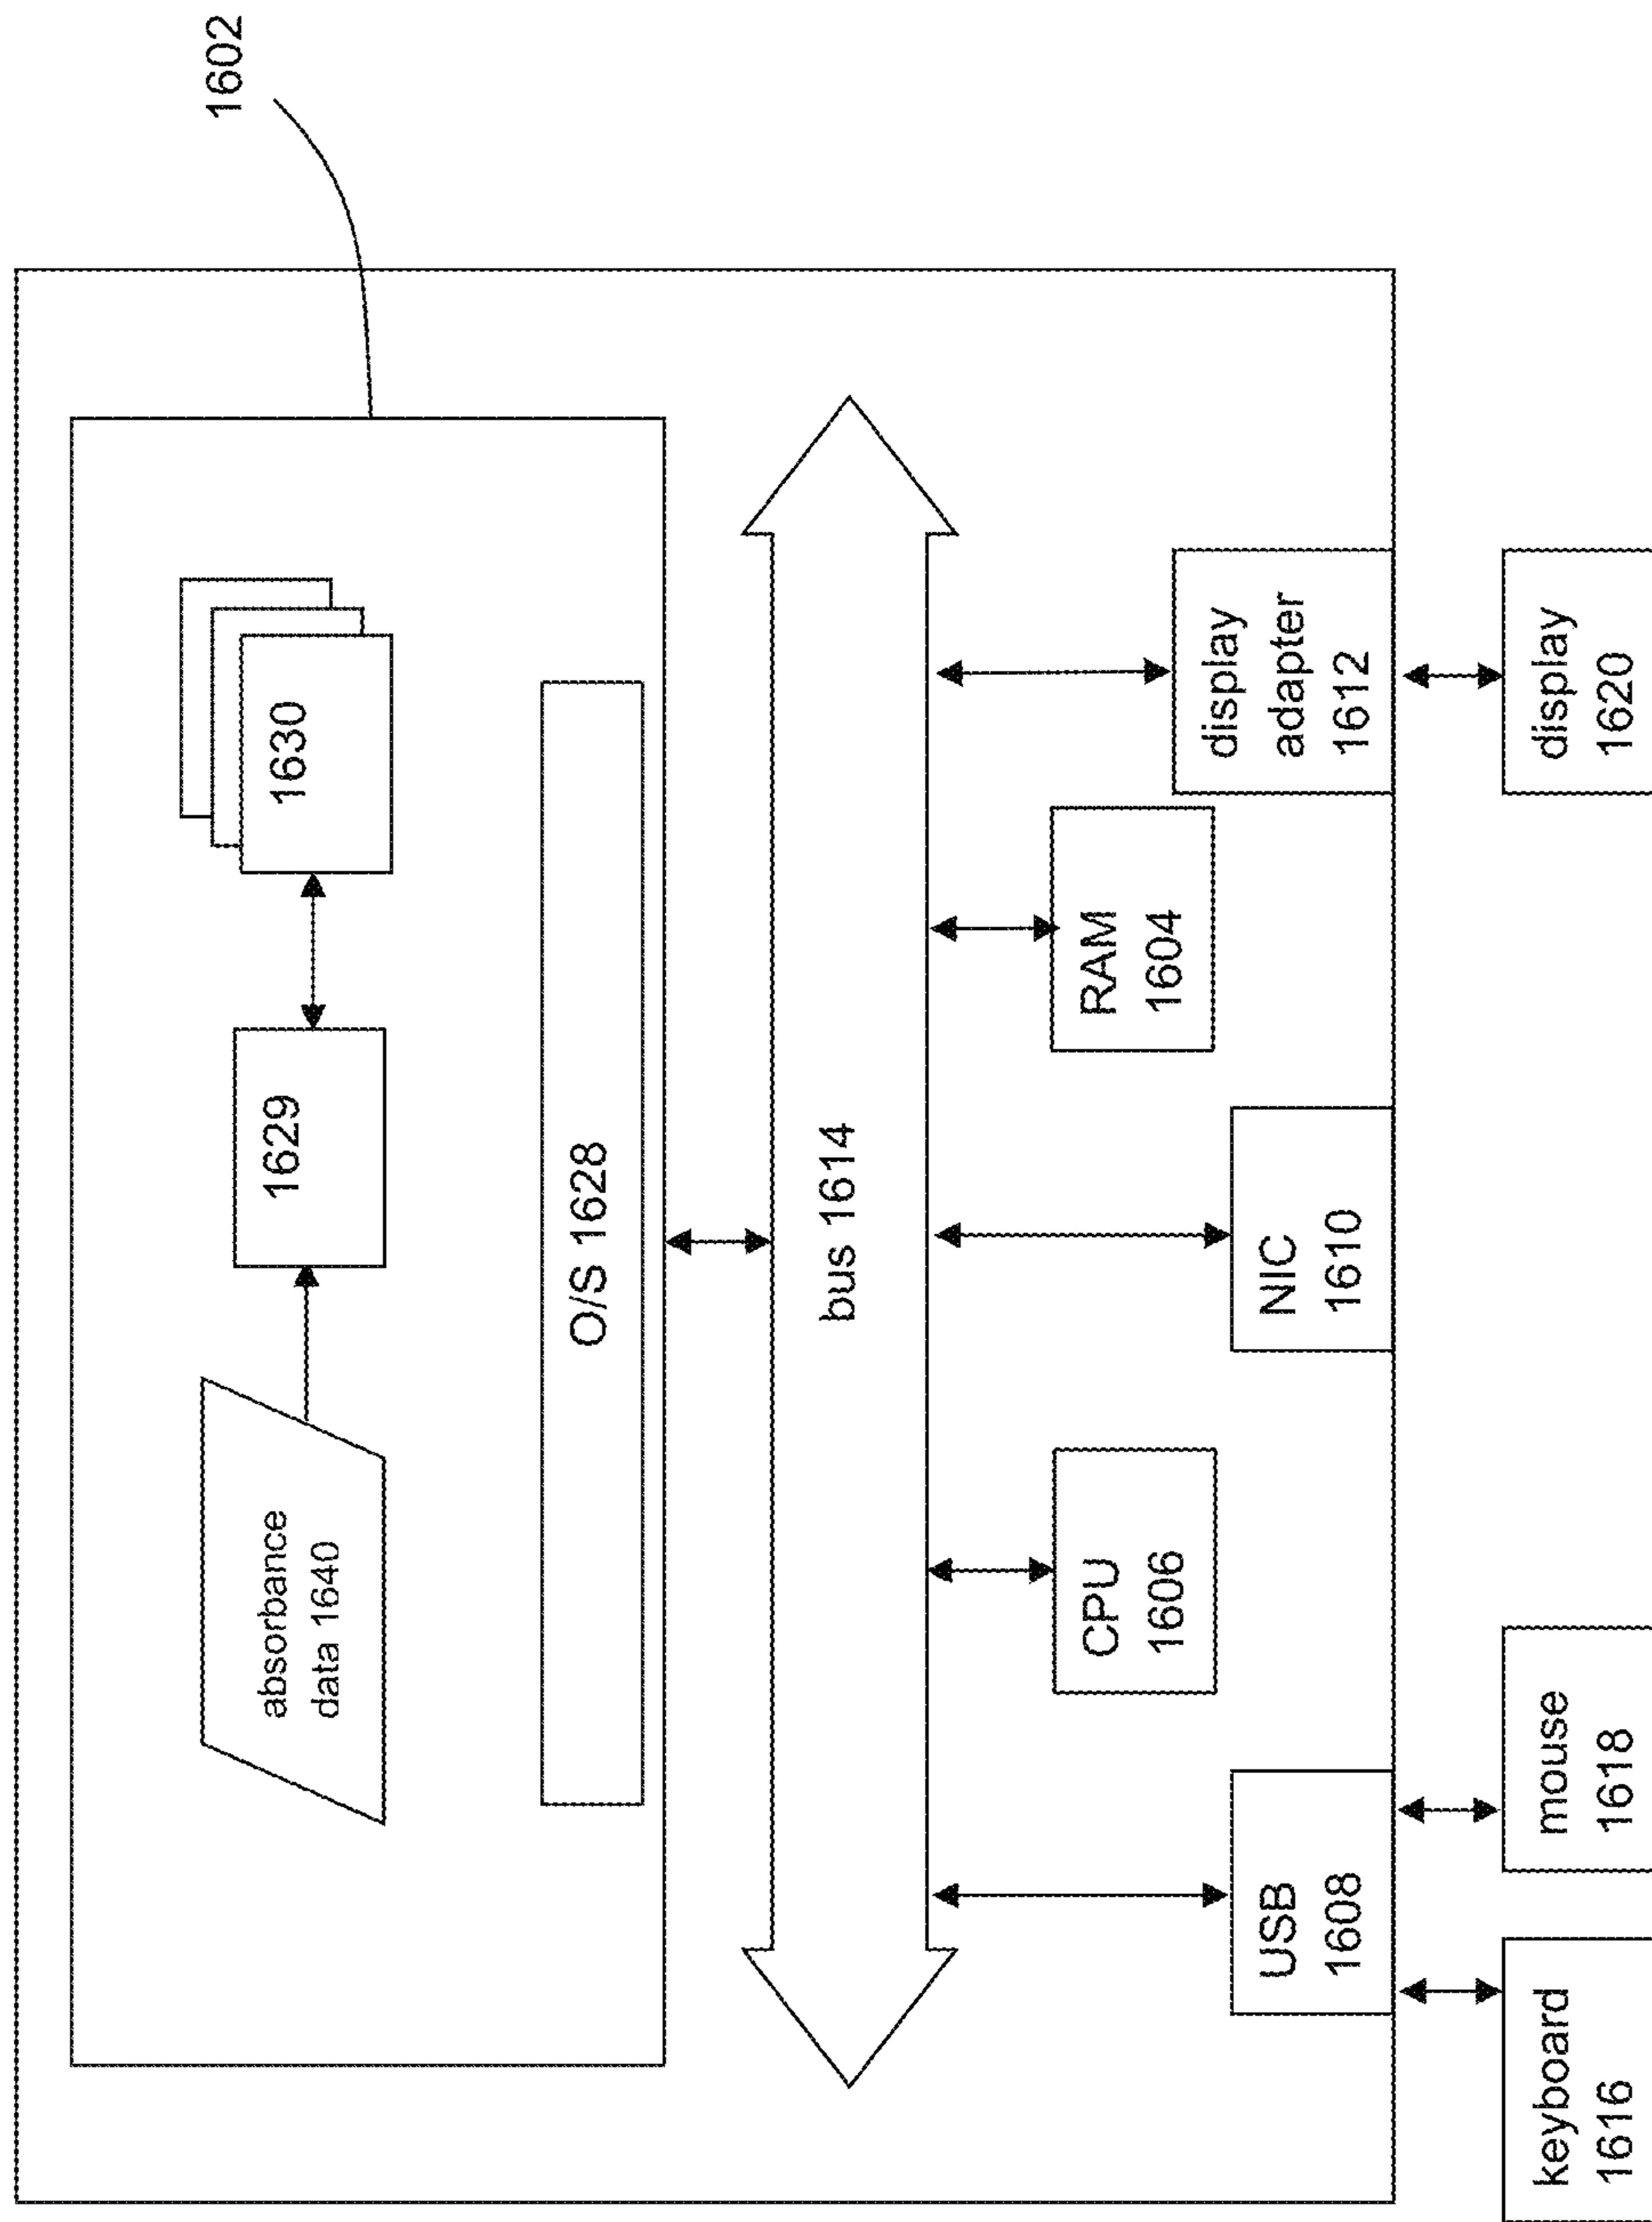 1602
absorbance
data 1640
1629
1630
O/S 1628
bus 1614
USB
1608
CPU
1606
NIC
1610
RAM
1604
display
adapter
1612
keyboard
1616
mouse
1618
display
1620